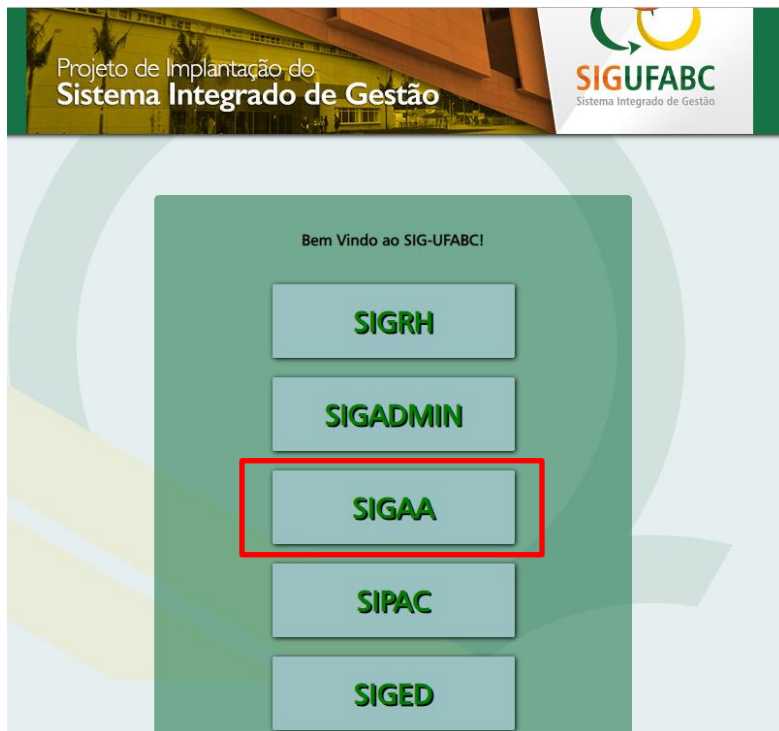 Projeto de Implantação do
Sistema Integrado de Gestão
SIGUFABC
Sistema Integrado de Gestão
Bem Vindo ao SIG-UFABC!
SIGRH
SIGADMIN
SIGAA
SIPAC
SIGED